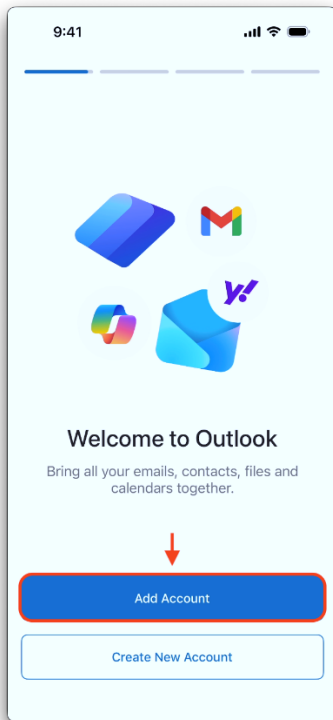 9:41
y!
Welcome to Outlook
Bring all your emails, contacts, files and
calendars together.
Add Account
Create New Account